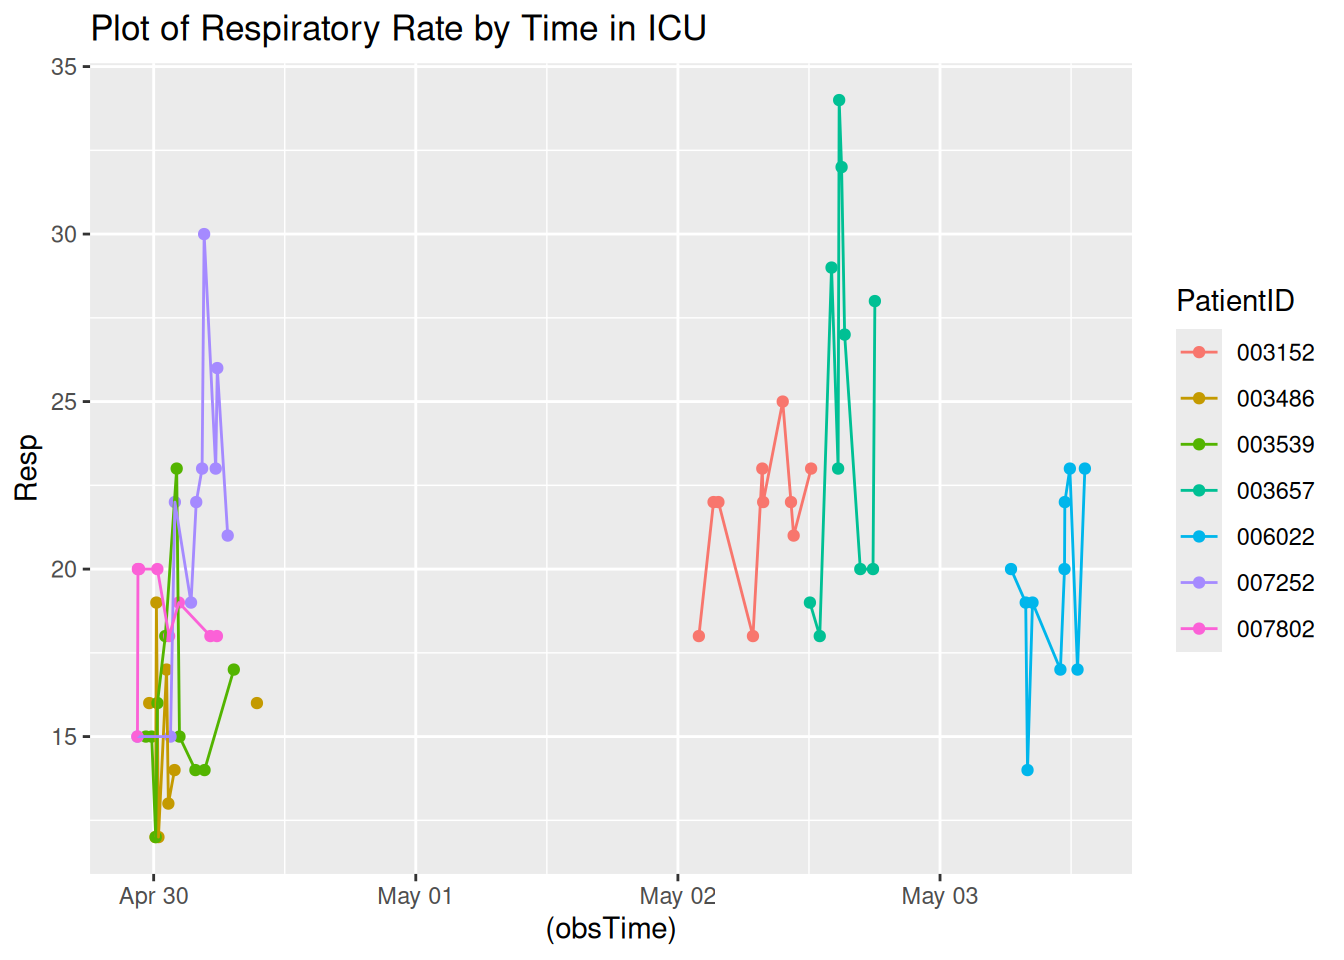 Plot of Respiratory Rate by Time in ICU
35
30
25
20
15
Resp
Apr 30
May 01
May 02
May 03
(obsTime)
PatientID
003152
003486
003539
003657
006022
007252
007802